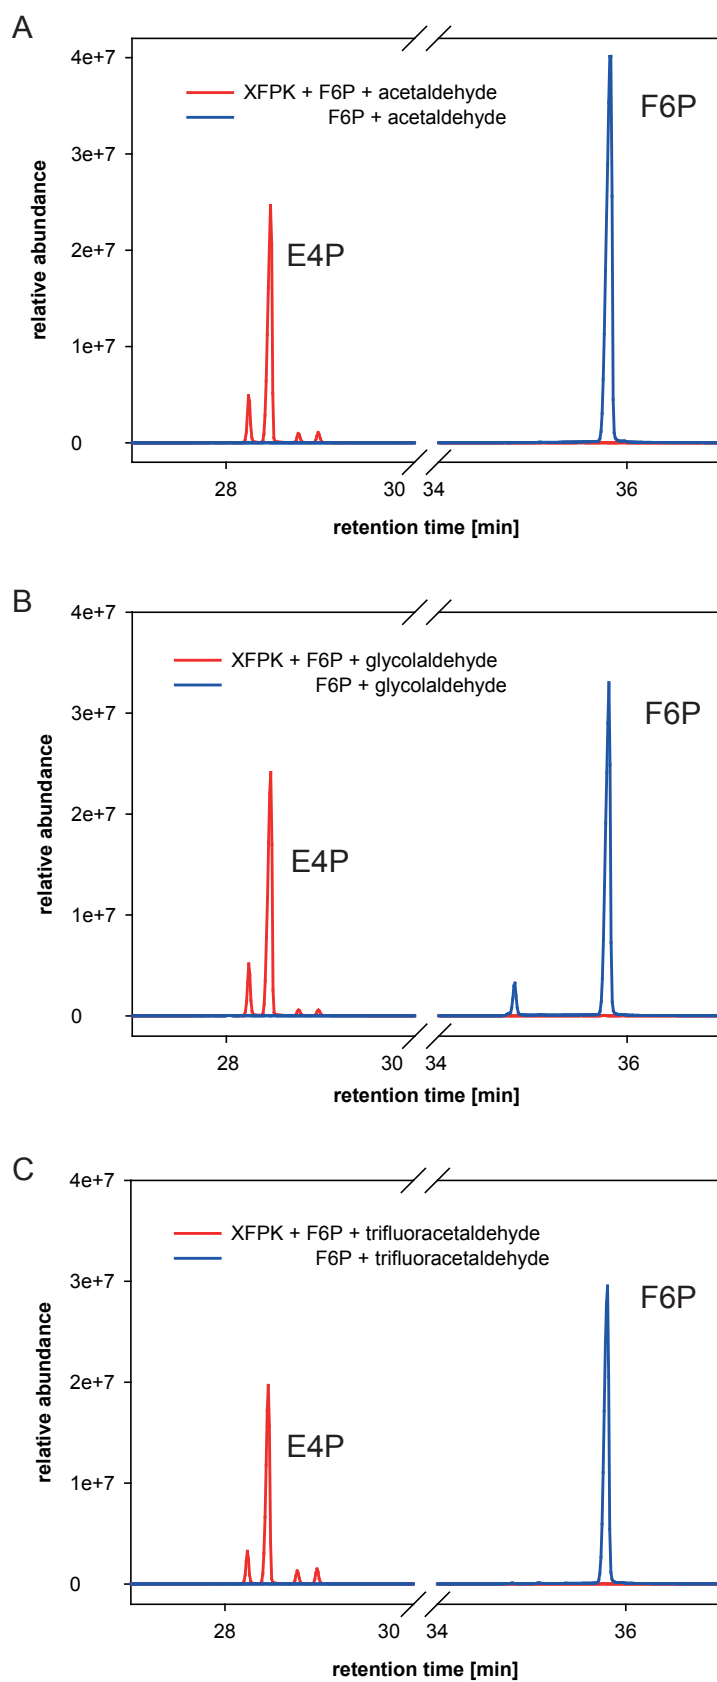 A
4e+7
XFPK + F6P + acetaldehyde
F6P + acetaldehyde
F6P
3e+7
E4P
2e+7
relative abundance
1e+7
0
28
30
34
36
retention time [min]
B
4e+7
XFPK + F6P + glycolaldehyde
F6P + glycolaldehyde
F6P
3e+7
2e+7
relative abundance
E4P
1e+7
0
28
30
34
36
retention time [min]
C
4e+7
XFPK + F6P + trifluoracetaldehyde
F6P + trifluoracetaldehyde
3e+7
F6P
2e+7
relative abundance
E4P
1e+7
0
28
30
34
36
retention time [min]